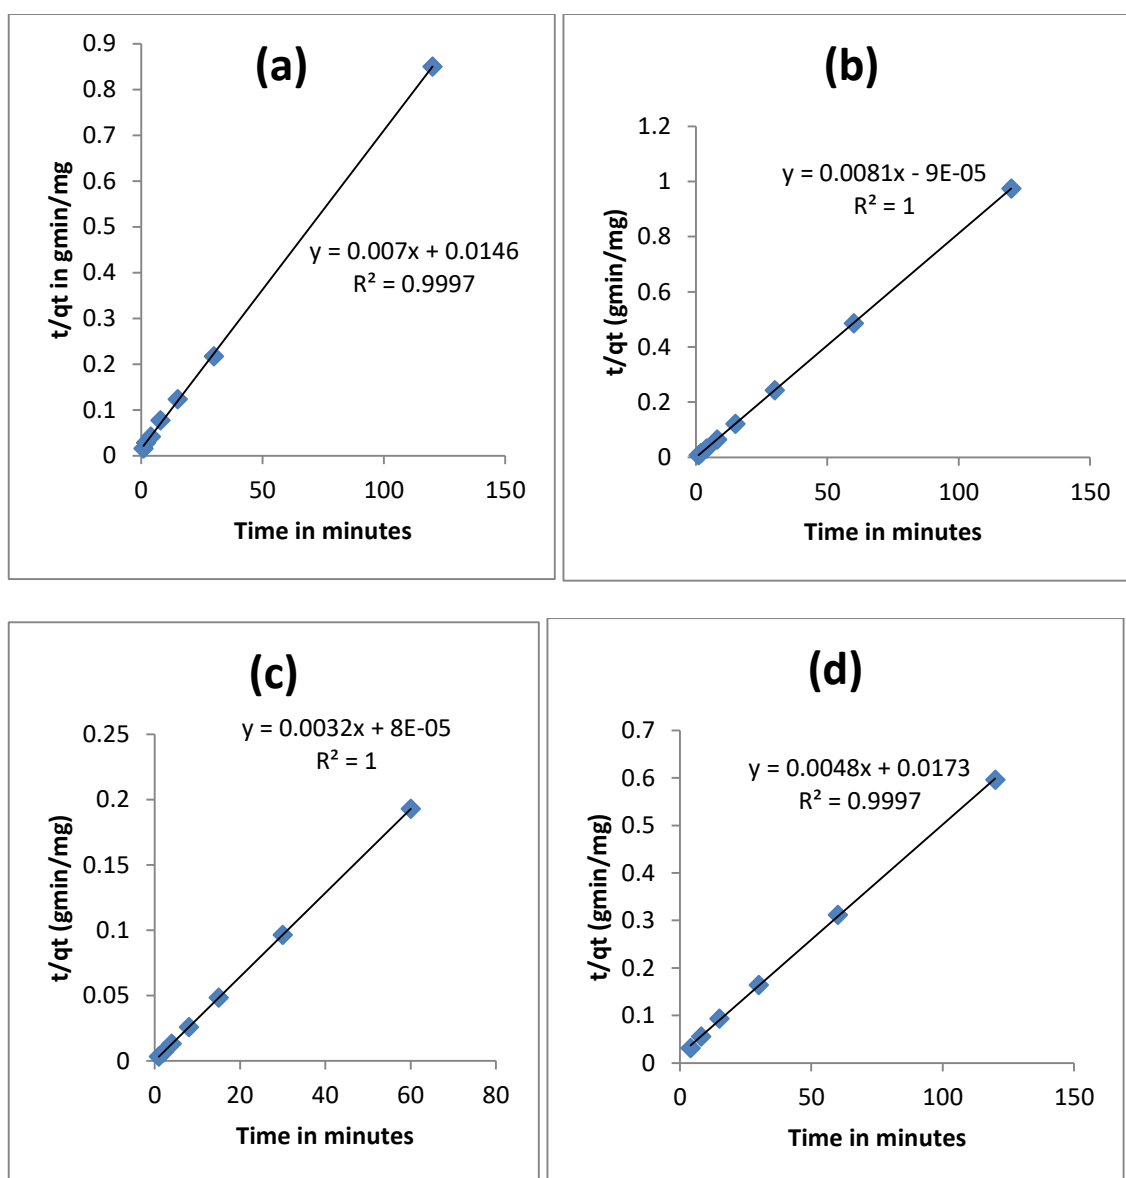 (a)
0.9
0.8
0.7
0.6
0.5
0.4
0.3
0.2
0.1
0
t/qt in gmin/mg
y = 0.007x + 0.0146
R² = 0.9997
0 50 100 150
Time in minutes
(b)
1.2
1
0.8
0.6
0.4
0.2
0
t/qt (gmin/mg)
y = 0.0081x - 9E-05
R² = 1
0 50 100 150
Time in minutes
(c)
y = 0.0032x + 8E-05
R² = 1
0.25
0.2
0.15
0.1
0.05
0
t/qt (gmin/mg)
0 20 40 60 80
Time in minutes
(d)
0.7
0.6
0.5
0.4
0.3
0.2
0.1
0
t/qt (gmin/mg)
y = 0.0048x + 0.0173
R² = 0.9997
0 50 100 150
Time in minutes